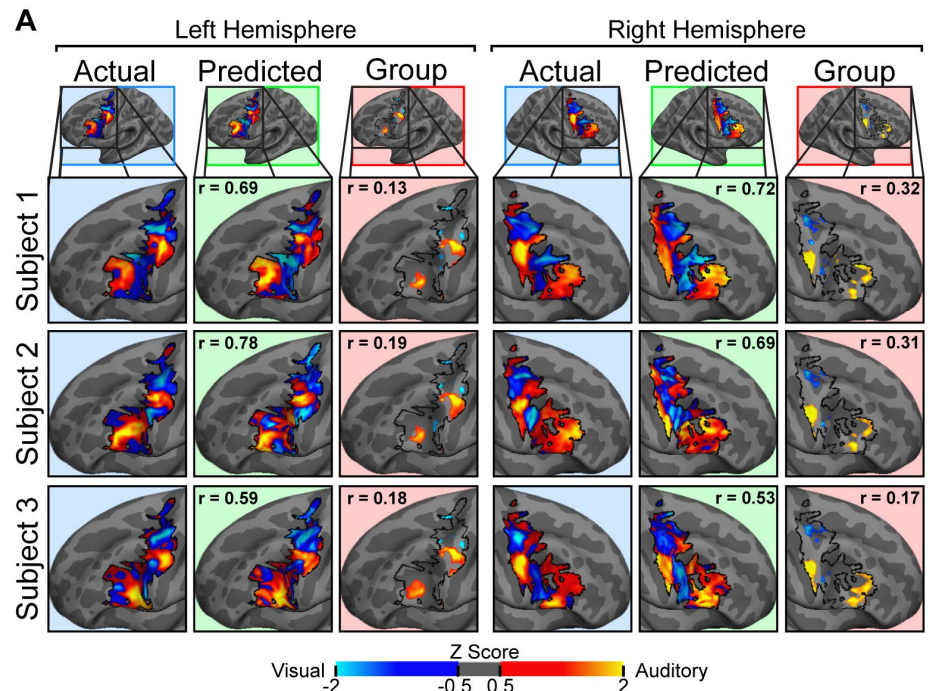 A
Left Hemisphere
Right Hemisphere
Actual Predicted Group Actual Predicted Group
Subject 1
r = 0.69 r = 0.13 r = 0.72 r = 0.32
Subject 2
r = 0.78 r = 0.19 r = 0.69 r = 0.31
Subject 3
r = 0.59 r = 0.18 r = 0.53 r = 0.17
Z Score
Visual Auditory
-2 -0.5 0.5 2